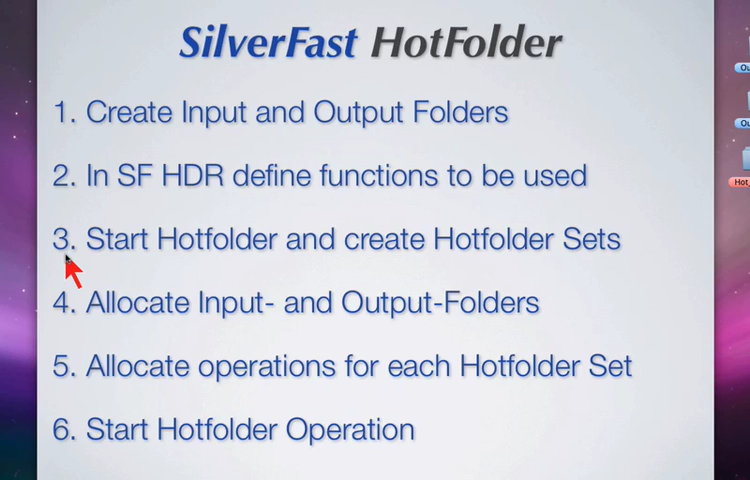 SilverFast HotFolder
1. Create Input and Output Folders
2. In SF HDR define functions to be used
3. Start Hotfolder and create Hotfolder Sets
4. Allocate Input- and Output-Folders
5. Allocate operations for each Hotfolder Set
6. Start Hotfolder Operation